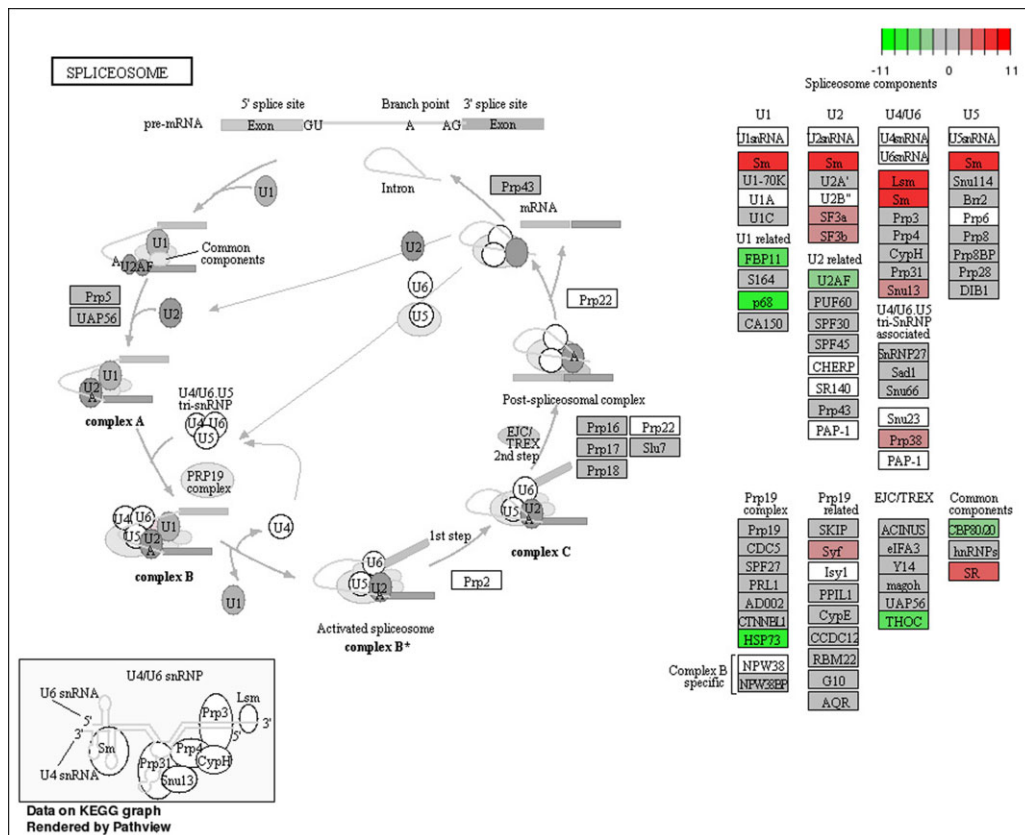 SPLICEOSOME
-11 0 11
Spliceosome components
5' splice site
Branch point
3' splice site
pre-mRNA
Exon
GU
A
AG
Exon
Intron
Prp43
mRNA
U1
U1
Common
components
A
U2AF
Prp5
UAP56
U2
U2
U6
U5
Prp22
A
Post-spliceosomal complex
U1
U2
A
complex A
U4/U6.U5
tri-snRNP
U4 U6
U5
PRP19
complex
U4 U6
U1
U5
U2
A
complex B
U4
U1
U6
U5
U2
A
1st step
Prp2
Activated spliceosome
complex B*
EJC/
TREX
2nd step
Prp16
Prp22
Prp17
Slu7
Prp18
U6
U5
U2
A
complex C
U1
U1snRNA
Sm
U1-70K
U1A
U1C
U1 related
FBP11
S164
p68
CA150
U2
U2snRNA
Sm
U2A'
U2B"
SF3a
SF3b
U2 related
U2AF
PUF60
SPF30
SPF45
CHERP
SR140
Prp43
PAP-1
U4/U6
U4snRNA
U6snRNA
Lsm
Sm
Prp3
Prp4
CypH
Prp31
Snu13
U4/U6.U5
tri-SnRNP
associated
SnRNP27
Sad1
Snu66
Snu23
Prp38
PAP-1
U5
U5snRNA
Sm
Snu114
Brr2
Prp6
Prp8
Prp8BP
Prp28
DIB1
Prp19
complex
Prp19
CDC5
SPF27
PRL1
AD002
CTNNBL1
HSP73
Complex B
specific
NPW38
NPW38BP
Prp19
related
SKIP
Syf
Isy1
PPIL1
CypE
CCDC12
RBM22
G10
AQR
EJC/TREX
ACINUS
eIFA3
Y14
magoh
UAP56
THOC
Common
components
CBP80/20
hnRNPs
SR
U4/U6 snRNP
U6 snRNA
5'
3'
U4 snRNA
Sm
Prp3
Lsm
3'
5'
Prp31
Prp4
CypH
Snu13
Data on KEGG graph
Rendered by Pathview